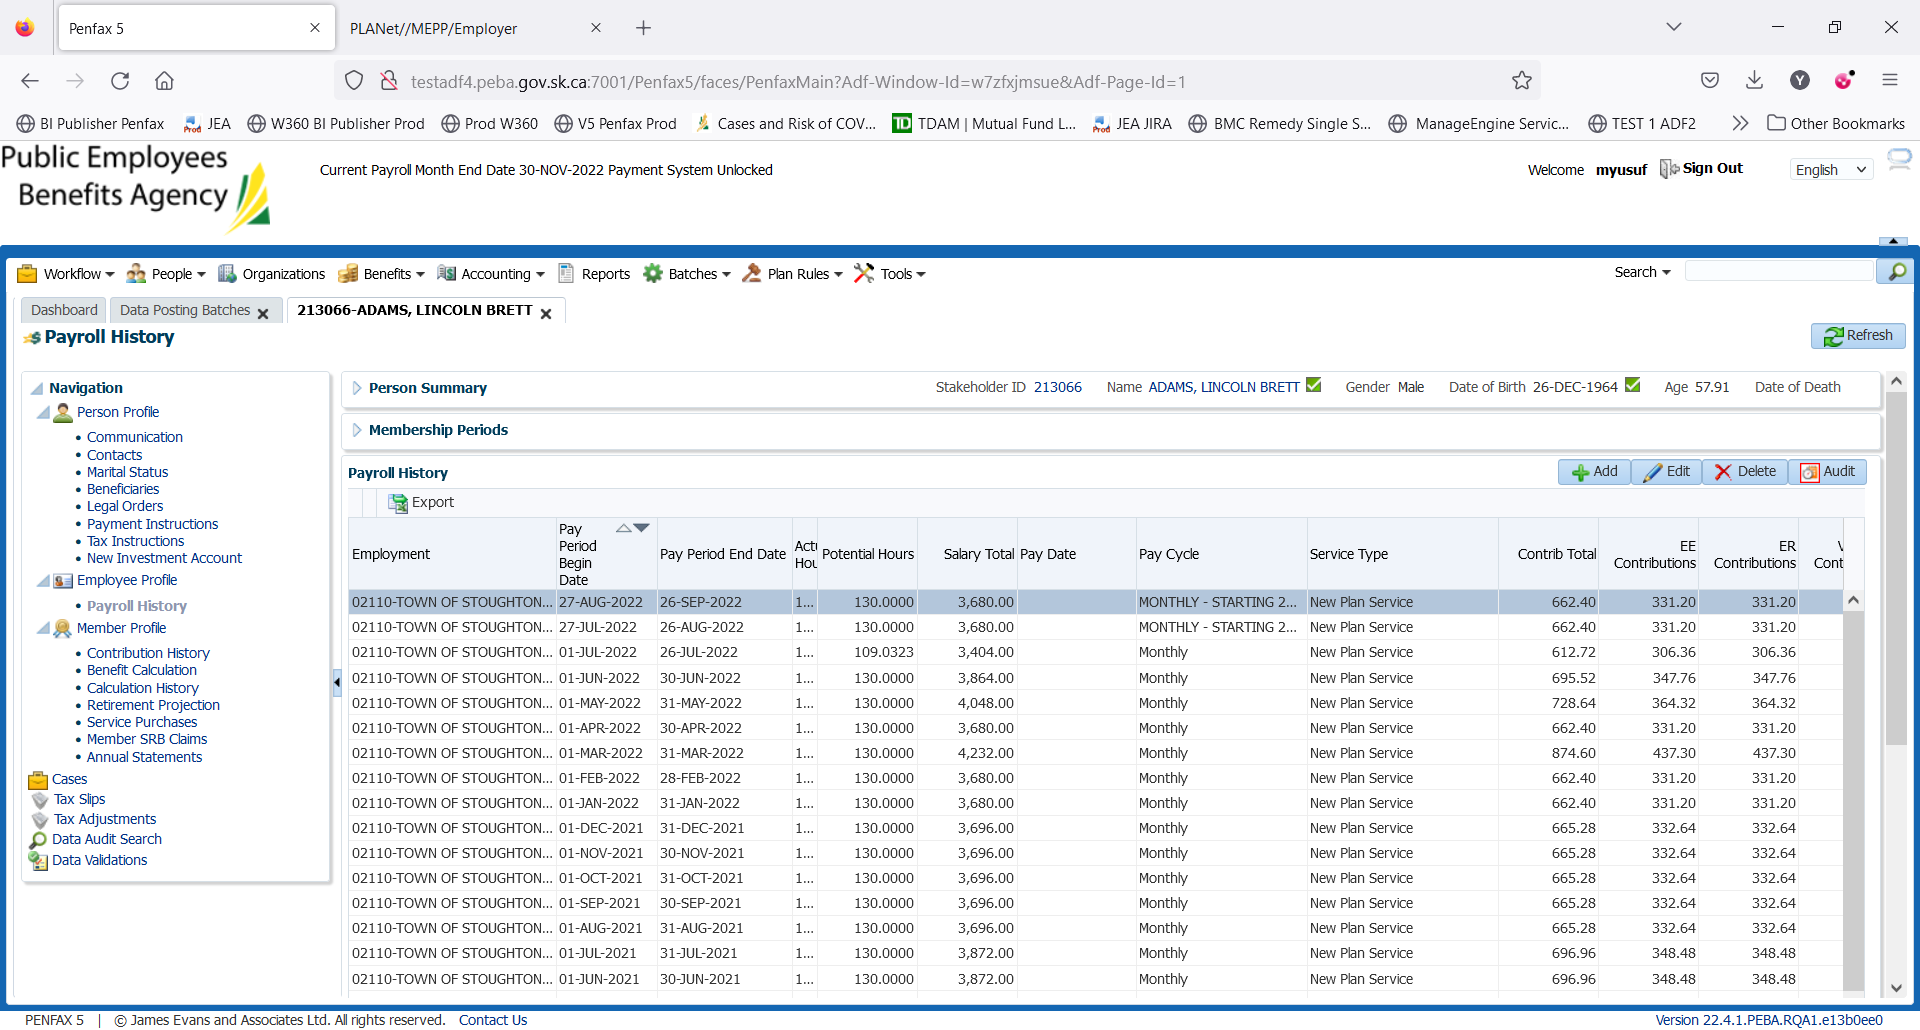 Penfax 5
PLANet//MEPP/Employer
testadf4.peba.gov.sk.ca:7001/Penfax5/faces/PenfaxMain?Adf-Window-Id=w7zfxjmsue&Adf-Page-Id=1
Y
BI Publisher Penfax JEA W360 BI Publisher Prod Prod W360 V5 Penfax Prod Cases and Risk of COV... TDAM | Mutual Fund L... JEA JIRA BMC Remedy Single S... ManageEngine Servic... TEST 1 ADF2 Other Bookmarks
Public Employees
Benefits Agency
Current Payroll Month End Date 30-NOV-2022 Payment System Unlocked
Welcome myusuf Sign Out English
Workflow People Organizations Benefits Accounting Reports Batches Plan Rules Tools Search
Dashboard Data Posting Batches 213066-ADAMS, LINCOLN BRETT
Payroll History
Refresh
Navigation
Person Profile
Communication
Contacts
Marital Status
Beneficiaries
Legal Orders
Payment Instructions
Tax Instructions
New Investment Account
Employee Profile
Payroll History
Member Profile
Contribution History
Benefit Calculation
Calculation History
Retirement Projection
Service Purchases
Member SRB Claims
Annual Statements
Cases
Tax Slips
Tax Adjustments
Data Audit Search
Data Validations
Person Summary Stakeholder ID 213066 Name ADAMS, LINCOLN BRETT Gender Male Date of Birth 26-DEC-1964 Age 57.91 Date of Death
Membership Periods
Payroll History Add Edit Delete Audit
Export
Employment Pay Period Begin Date Pay Period End Date Actu Hou Potential Hours Salary Total Pay Date Pay Cycle Service Type Contrib Total EE Contributions ER Contributions V Cont
02110-TOWN OF STOUGHTON... 27-AUG-2022 26-SEP-2022 1... 130.0000 3,680.00 MONTHLY - STARTING 2... New Plan Service 662.40 331.20 331.20
02110-TOWN OF STOUGHTON... 27-JUL-2022 26-AUG-2022 1... 130.0000 3,680.00 MONTHLY - STARTING 2... New Plan Service 662.40 331.20 331.20
02110-TOWN OF STOUGHTON... 01-JUL-2022 26-JUL-2022 1... 109.0323 3,404.00 Monthly New Plan Service 612.72 306.36 306.36
02110-TOWN OF STOUGHTON... 01-JUN-2022 30-JUN-2022 1... 130.0000 3,864.00 Monthly New Plan Service 695.52 347.76 347.76
02110-TOWN OF STOUGHTON... 01-MAY-2022 31-MAY-2022 1... 130.0000 4,048.00 Monthly New Plan Service 728.64 364.32 364.32
02110-TOWN OF STOUGHTON... 01-APR-2022 30-APR-2022 1... 130.0000 3,680.00 Monthly New Plan Service 662.40 331.20 331.20
02110-TOWN OF STOUGHTON... 01-MAR-2022 31-MAR-2022 1... 130.0000 4,232.00 Monthly New Plan Service 874.60 437.30 437.30
02110-TOWN OF STOUGHTON... 01-FEB-2022 28-FEB-2022 1... 130.0000 3,680.00 Monthly New Plan Service 662.40 331.20 331.20
02110-TOWN OF STOUGHTON... 01-JAN-2022 31-JAN-2022 1... 130.0000 3,680.00 Monthly New Plan Service 662.40 331.20 331.20
02110-TOWN OF STOUGHTON... 01-DEC-2021 31-DEC-2021 1... 130.0000 3,696.00 Monthly New Plan Service 665.28 332.64 332.64
02110-TOWN OF STOUGHTON... 01-NOV-2021 30-NOV-2021 1... 130.0000 3,696.00 Monthly New Plan Service 665.28 332.64 332.64
02110-TOWN OF STOUGHTON... 01-OCT-2021 31-OCT-2021 1... 130.0000 3,696.00 Monthly New Plan Service 665.28 332.64 332.64
02110-TOWN OF STOUGHTON... 01-SEP-2021 30-SEP-2021 1... 130.0000 3,696.00 Monthly New Plan Service 665.28 332.64 332.64
02110-TOWN OF STOUGHTON... 01-AUG-2021 31-AUG-2021 1... 130.0000 3,696.00 Monthly New Plan Service 665.28 332.64 332.64
02110-TOWN OF STOUGHTON... 01-JUL-2021 31-JUL-2021 1... 130.0000 3,872.00 Monthly New Plan Service 696.96 348.48 348.48
02110-TOWN OF STOUGHTON... 01-JUN-2021 30-JUN-2021 1... 130.0000 3,872.00 Monthly New Plan Service 696.96 348.48 348.48
PENFAX 5 | © James Evans and Associates Ltd. All rights reserved. Contact Us Version 22.4.1.PEBA.RQA1.e13b0ee0